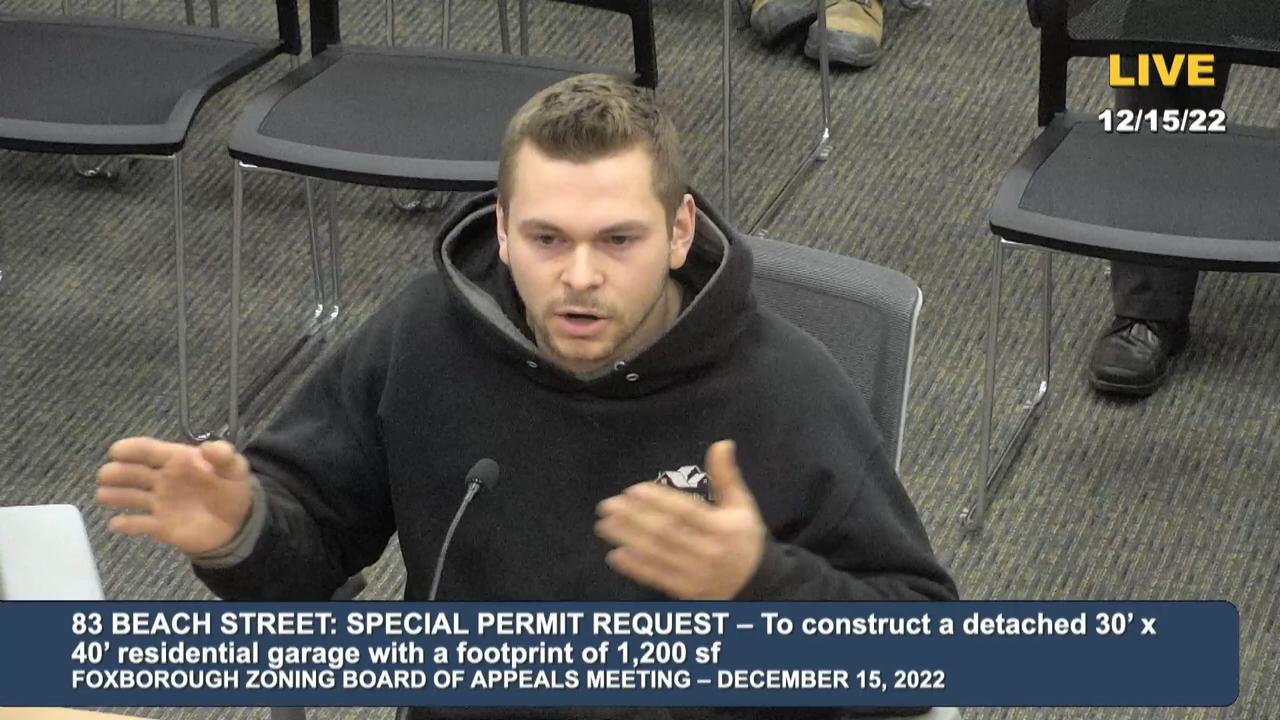 LIVE
12/15/22
83 BEACH STREET: SPECIAL PERMIT REQUEST – To construct a detached 30’ x
40’ residential garage with a footprint of 1,200 sf
FOXBOROUGH ZONING BOARD OF APPEALS MEETING – DECEMBER 15, 2022